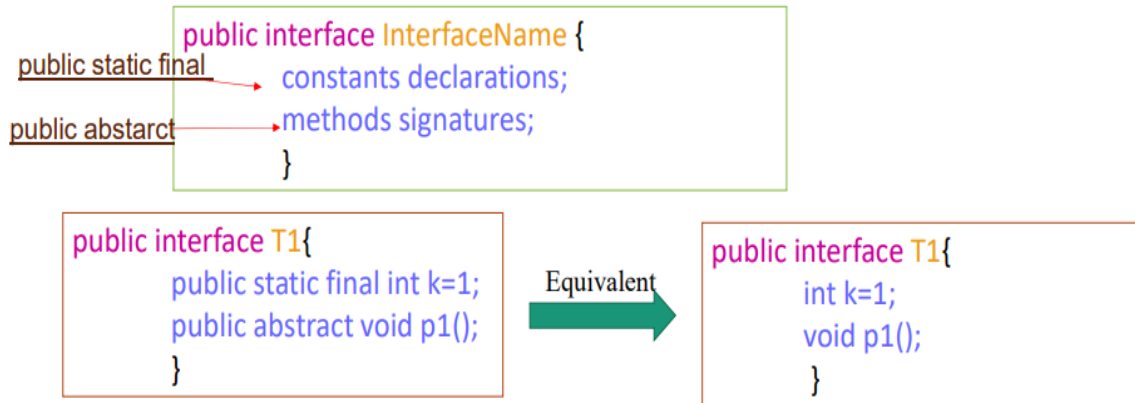 public interface InterfaceName {
public static final
constants declarations;
public abstarct
methods signatures;
}
public interface T1{
public static final int k=1;
public abstract void p1();
}
Equivalent
public interface T1{
int k=1;
void p1();
}